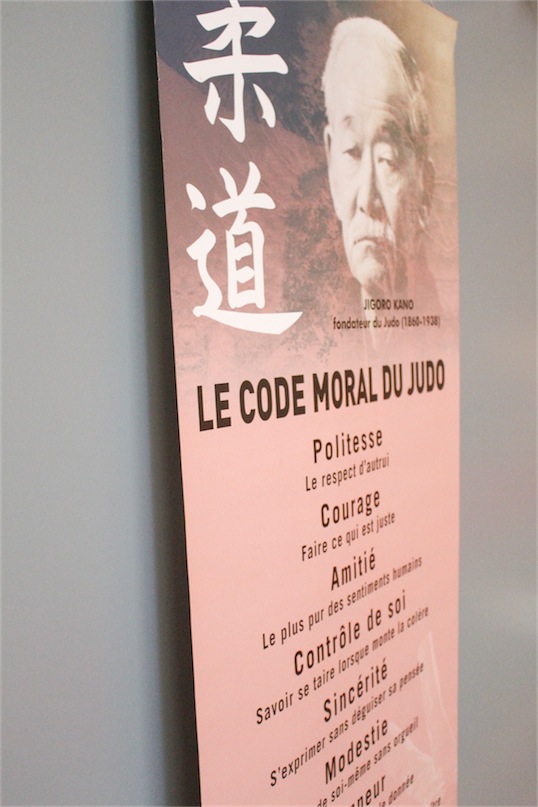 柔道
JIGORO KANO
fondateur du Judo (1860-1938)
LE CODE MORAL DU JUDO
Politesse
Le respect d'autrui
Courage
Faire ce qui est juste
Amitié
Le plus pur des sentiments humains
Contrôle de soi
Savoir se taire lorsque monte la colère
Sincérité
S'exprimer sans déguiser sa pensée
Modestie
de soi-même sans orgueil
donnée